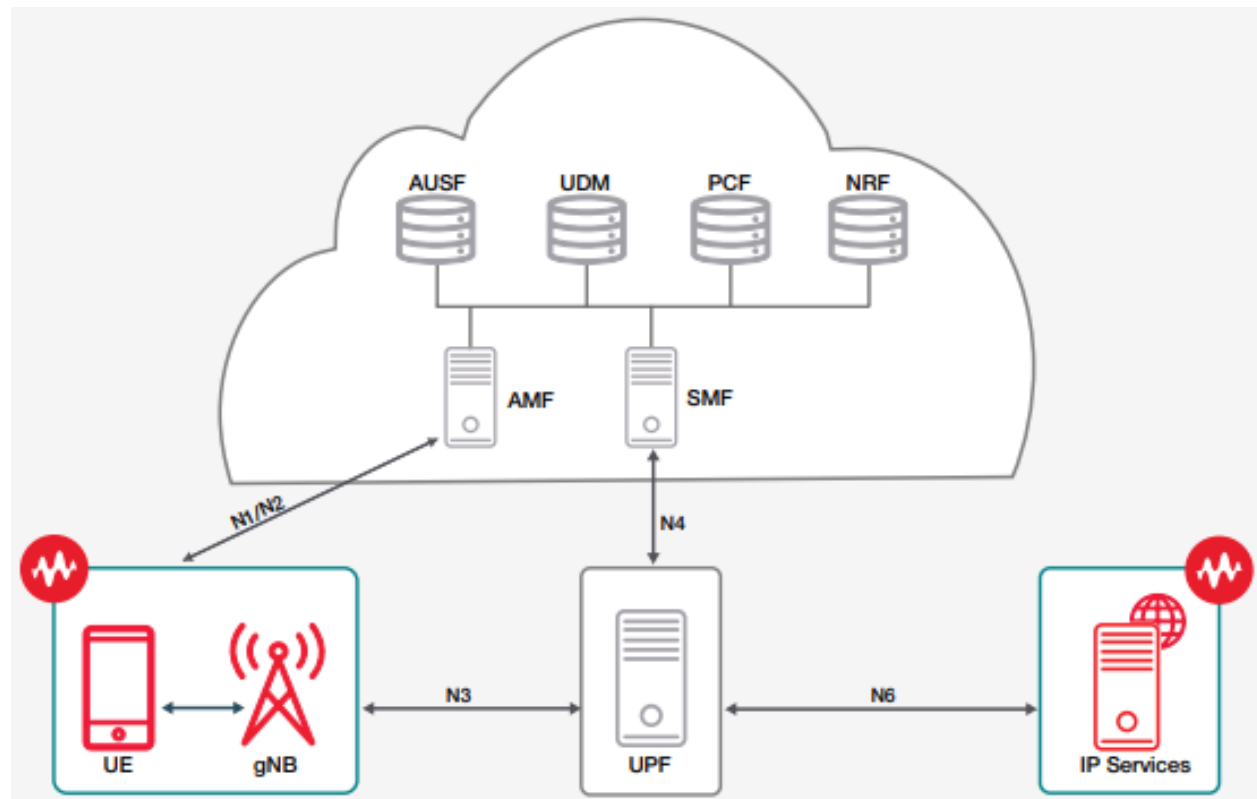 AUSF
UDM
PCF
NRF
AMF
SMF
N1/N2
N4
N3
N6
UE
gNB
UPF
IP Services